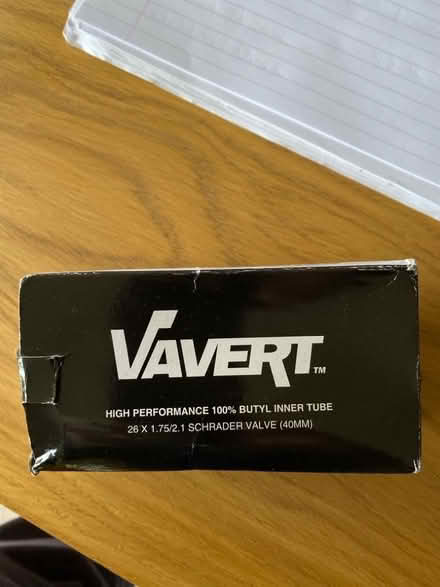 VAVERT™
HIGH PERFORMANCE 100% BUTYL INNER TUBE
26 X 1.75/2.1 SCHRADER VALVE (40MM)